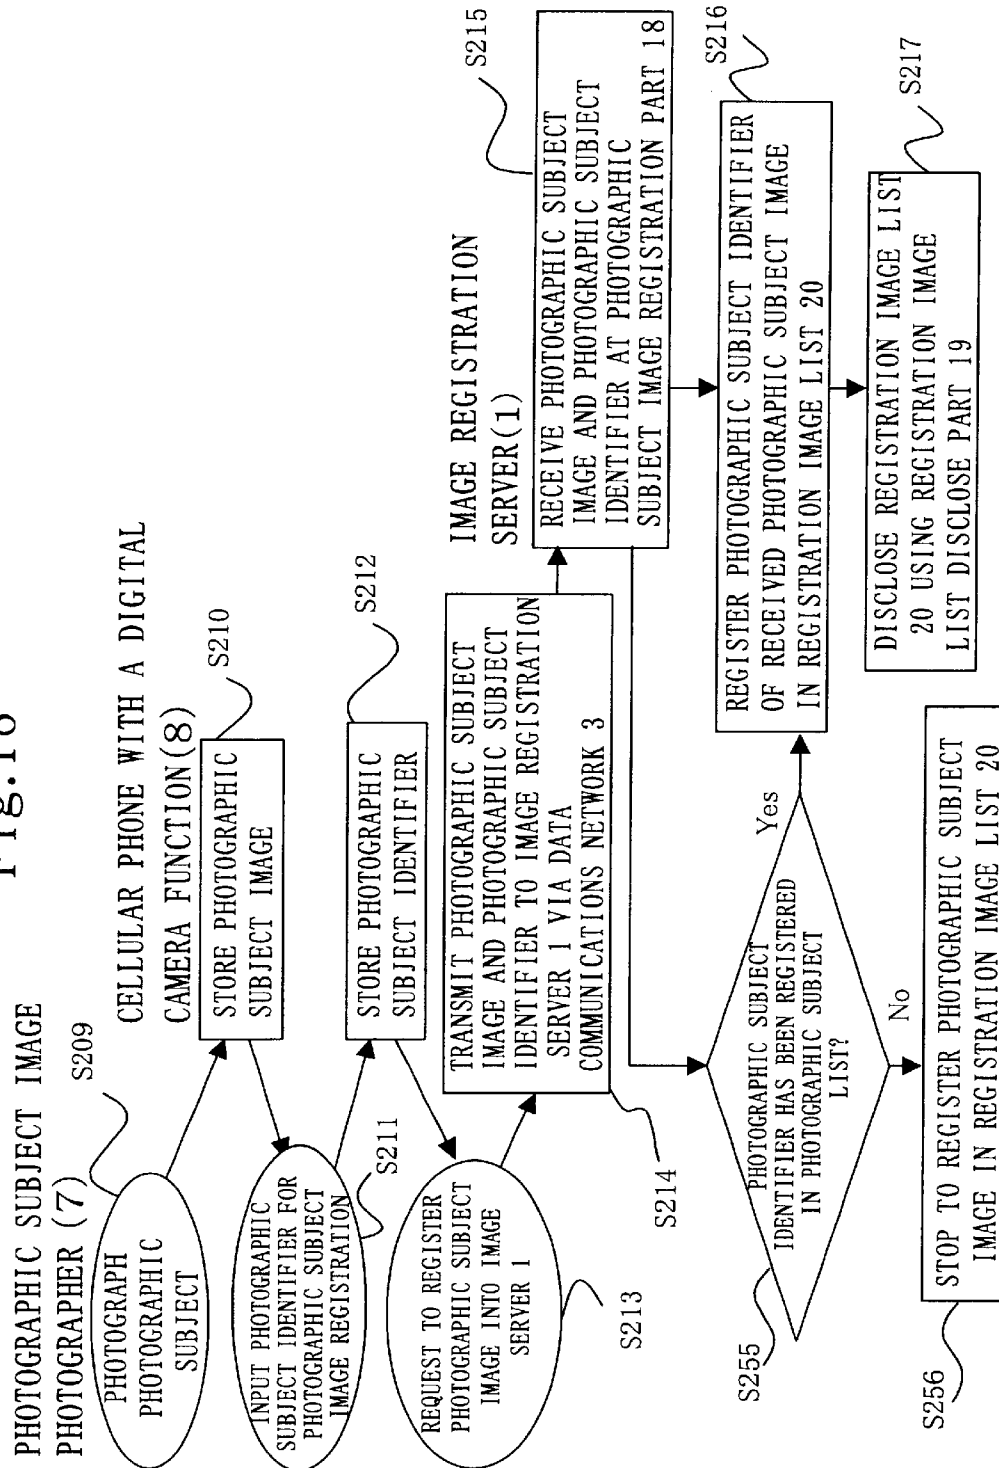 PHOTOGRAPHIC SUBJECT IMAGE
PHOTOGRAPHER(7)
S209
PHOTOGRAPH
PHOTOGRAPHIC
SUBJECT
CELLULAR PHONE WITH A DIGITAL
CAMERA FUNCTION(8)
S210
STORE PHOTOGRAPHIC
SUBJECT IMAGE
INPUT PHOTOGRAPHIC
SUBJECT IDENTIFIER FOR
PHOTOGRAPHIC SUBJECT
IMAGE REGISTRATION
S211
STORE PHOTOGRAPHIC
SUBJECT IDENTIFIER
S212
REQUEST TO REGISTER
PHOTOGRAPHIC SUBJECT
IMAGE INTO IMAGE
SERVER 1
S213
TRANSMIT PHOTOGRAPHIC SUBJECT
IMAGE AND PHOTOGRAPHIC SUBJECT
IDENTIFIER TO IMAGE REGISTRATION
SERVER 1 VIA DATA
COMMUNICATIONS NETWORK 3
S214
IMAGE REGISTRATION
SERVER(1)
S215
RECEIVE PHOTOGRAPHIC SUBJECT
IMAGE AND PHOTOGRAPHIC SUBJECT
IDENTIFIER AT PHOTOGRAPHIC
SUBJECT IMAGE REGISTRATION PART 18
PHOTOGRAPHIC SUBJECT
IDENTIFIER HAS BEEN REGISTERED
IN PHOTOGRAPHIC SUBJECT
LIST?
S255
Yes
No
S216
REGISTER PHOTOGRAPHIC SUBJECT IDENTIFIER
OF RECEIVED PHOTOGRAPHIC SUBJECT IMAGE
IN REGISTRATION IMAGE LIST 20
S217
DISCLOSE REGISTRATION IMAGE LIST
20 USING REGISTRATION IMAGE
LIST DISCLOSE PART 19
STOP TO REGISTER PHOTOGRAPHIC SUBJECT
IMAGE IN REGISTRATION IMAGE LIST 20
S256